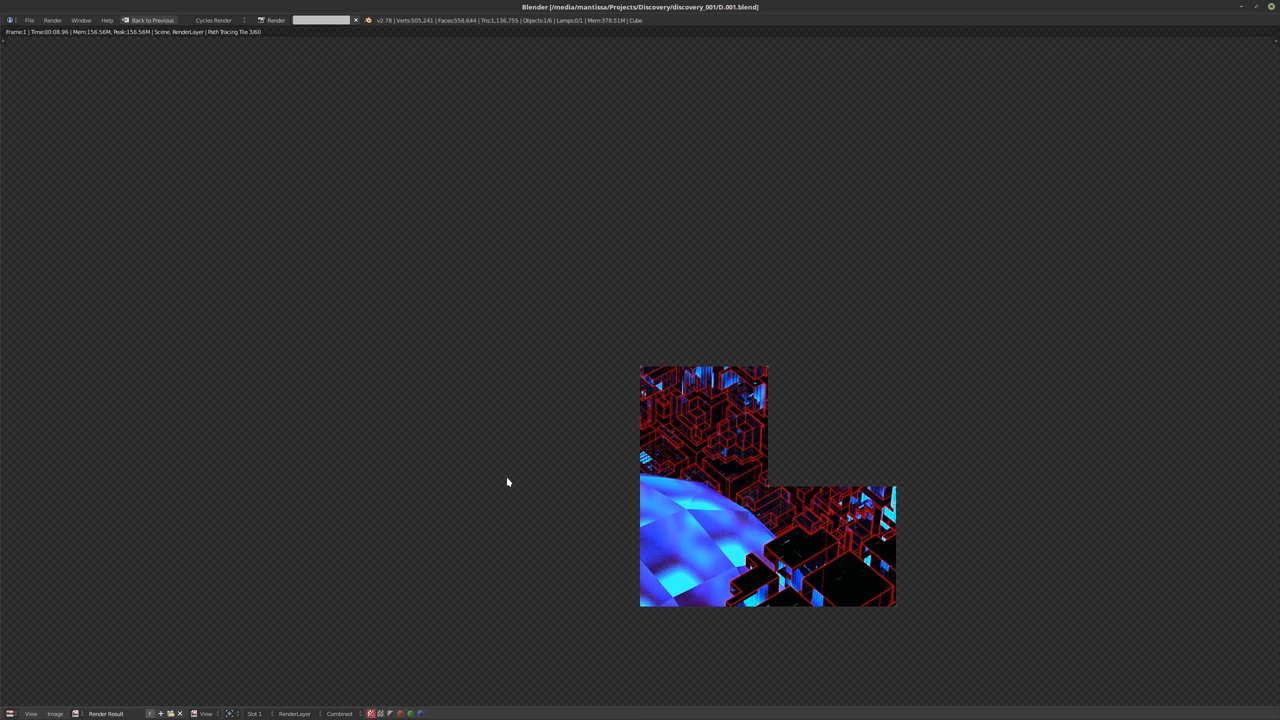 Blender [/media/mantissa/Projects/Discovery/discovery_001/D.001.blend]
File Render Window Help Back to Previous Cycles Render Render v2.78 | Verts:505,241 | Faces:558,644 | Tris:1,136,755 | Objects:1/6 | Lamps:0/1 | Mem:378.51M | Cube
Frame:1 | Time:00:08.96 | Mem:156.56M, Peak:156.56M | Scene, RenderLayer | Path Tracing Tile 3/60
View Image Render Result F View Slot 1 RenderLayer Combined